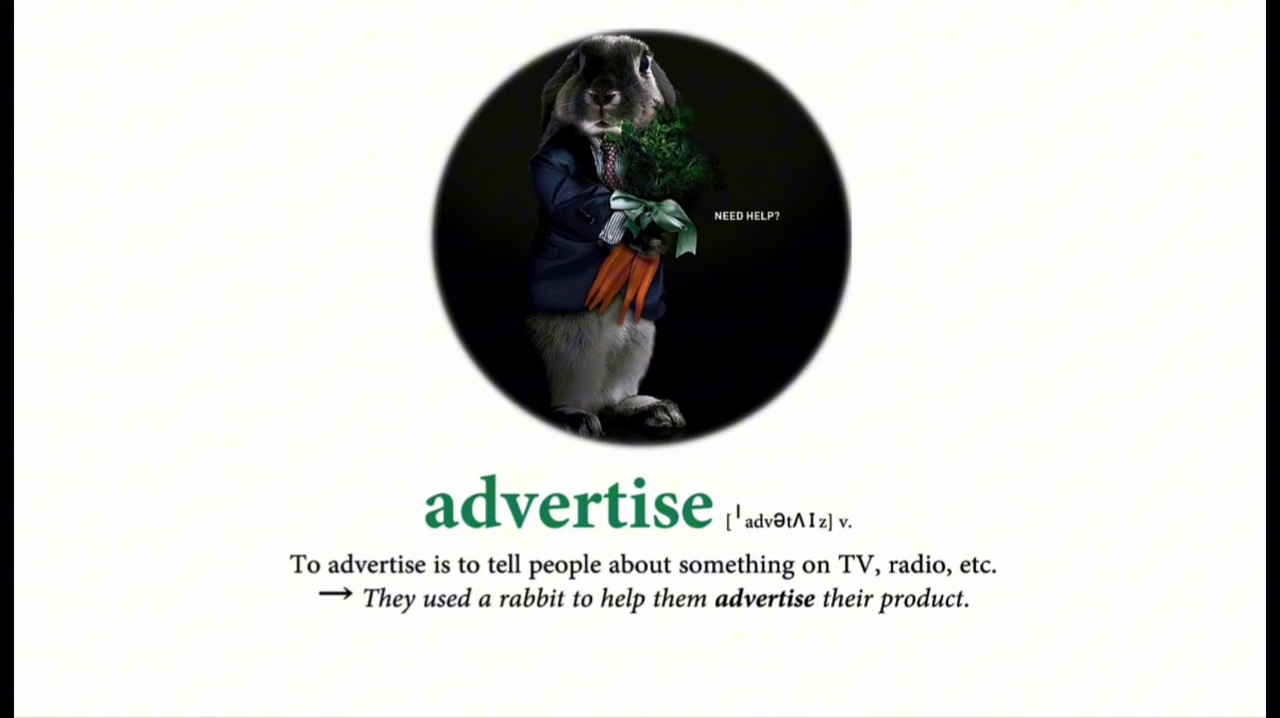 NEED HELP?
advertise [ˈadvƏtΛIz] v.
To advertise is to tell people about something on TV, radio, etc.
→ They used a rabbit to help them advertise their product.